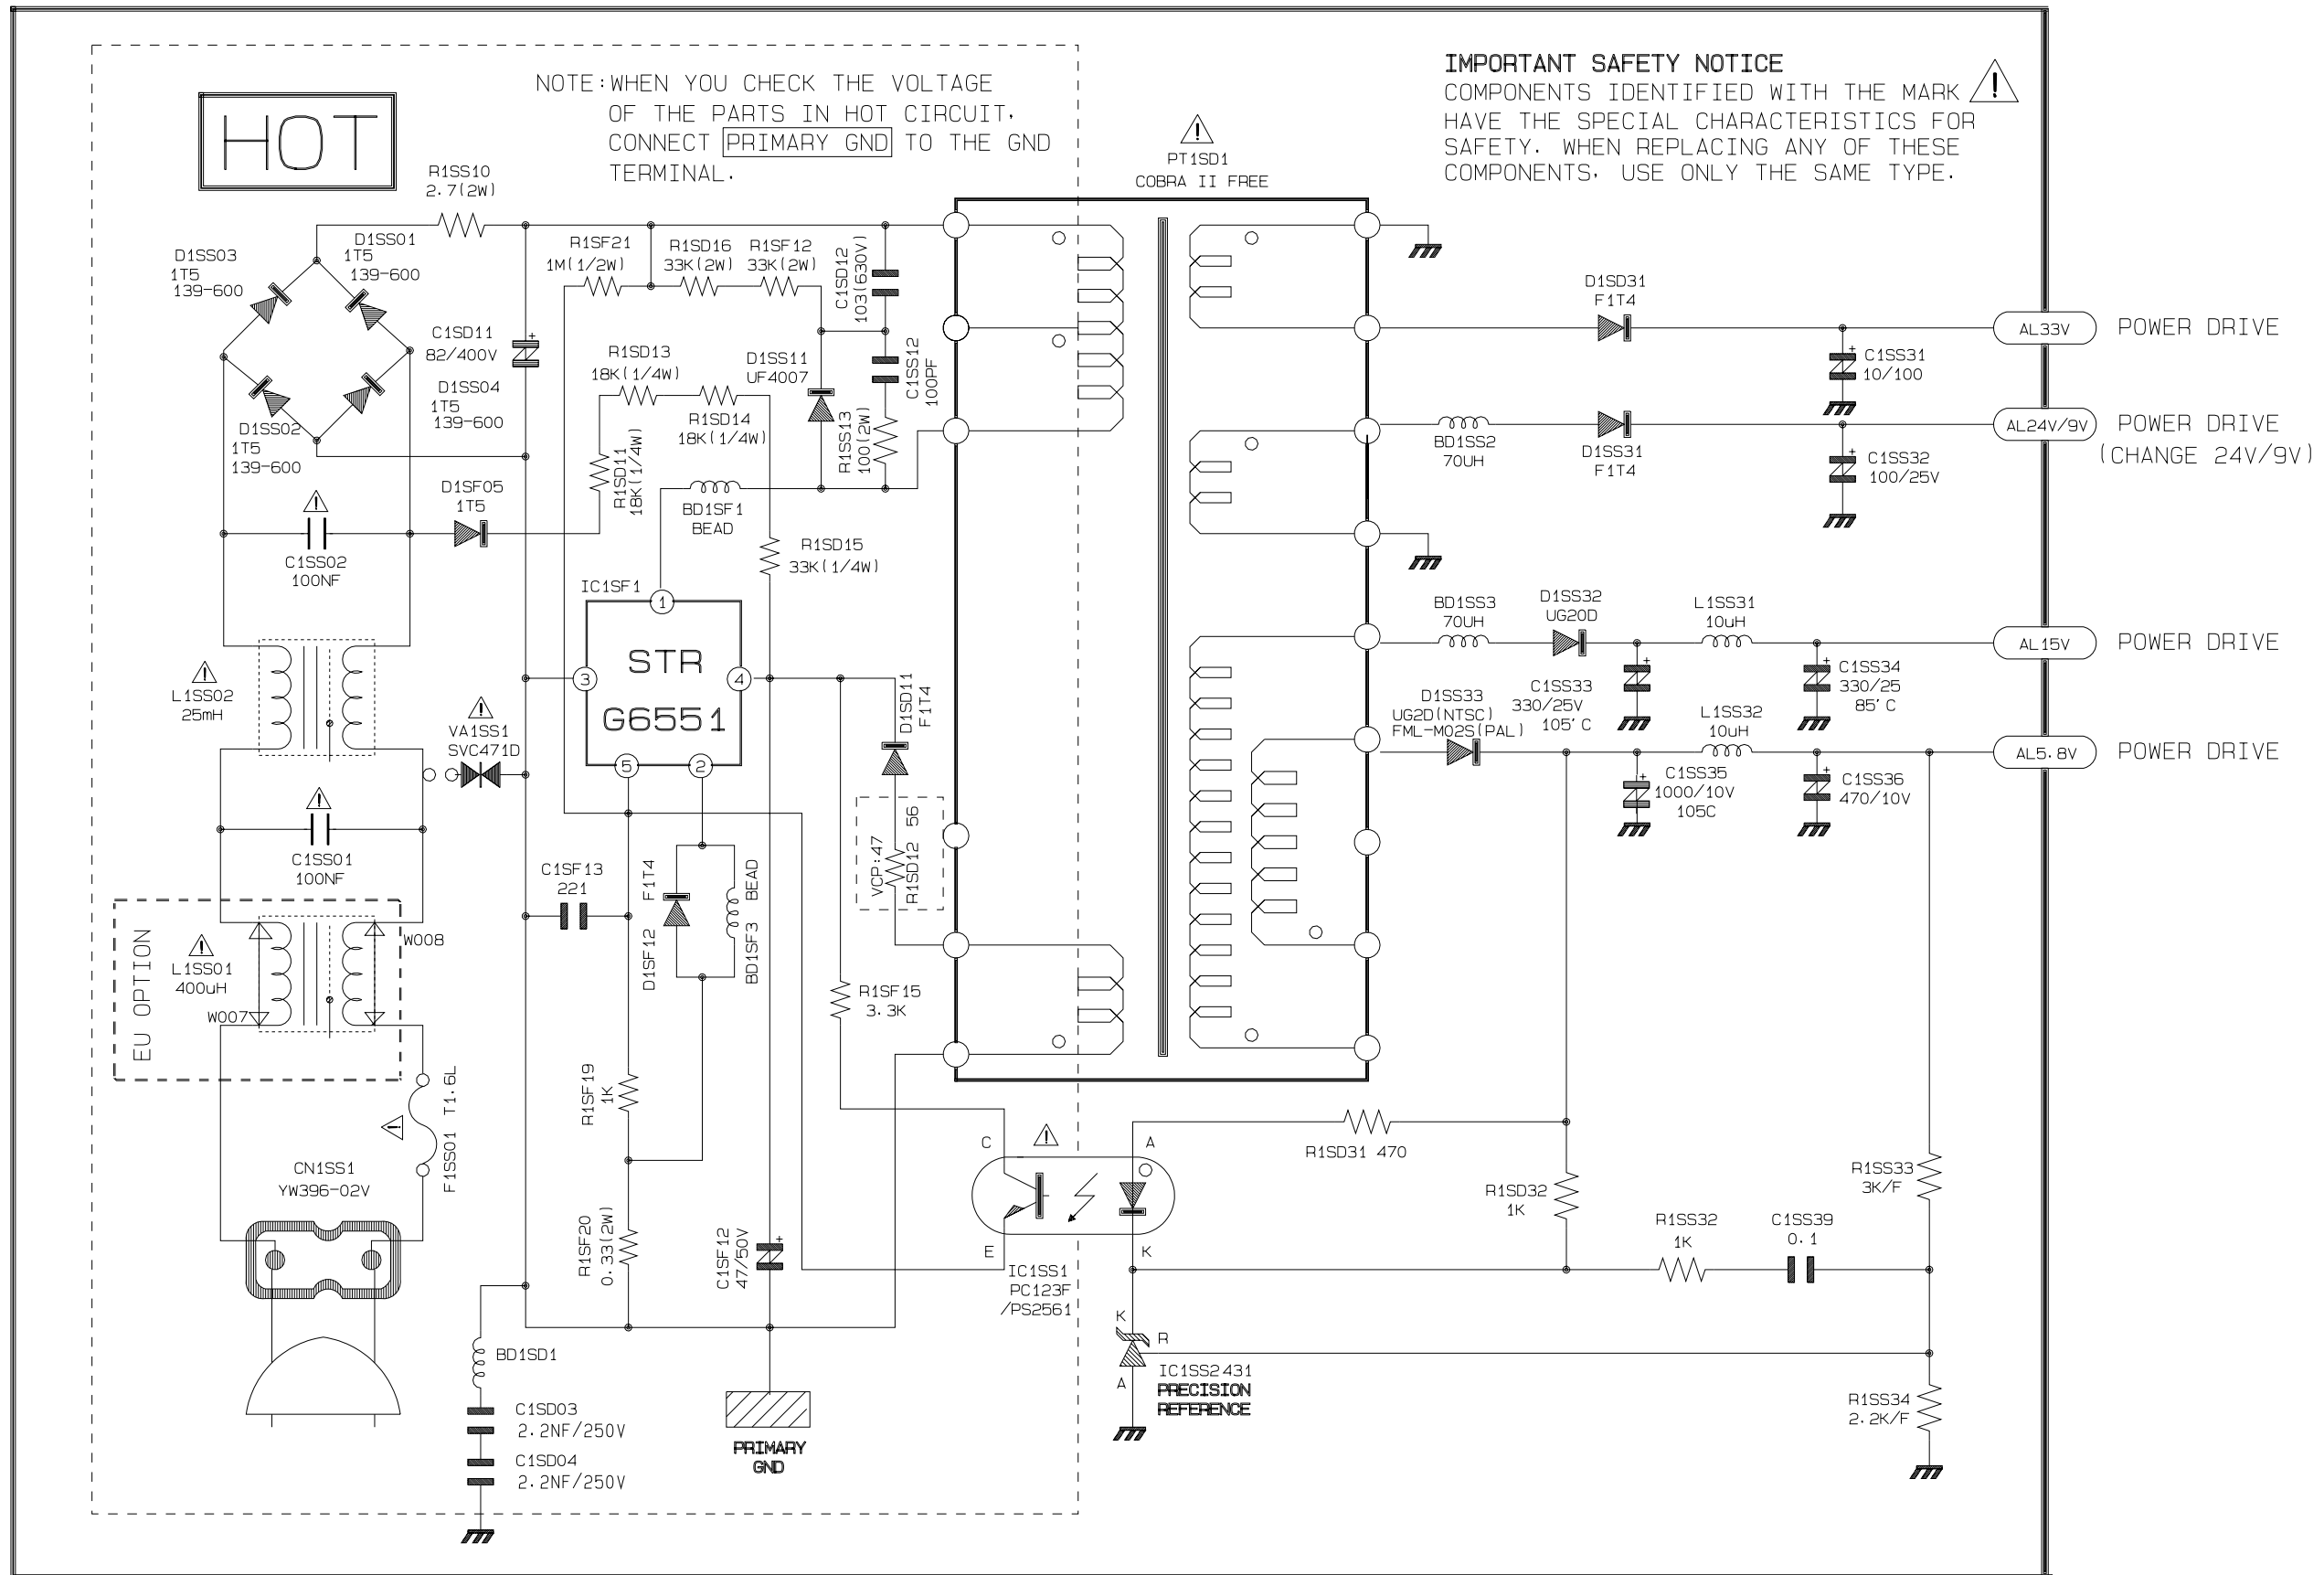 HOT
NOTE:WHEN YOU CHECK THE VOLTAGE
OF THE PARTS IN HOT CIRCUIT.
CONNECT PRIMARY GND TO THE GND
TERMINAL.
IMPORTANT SAFETY NOTICE
COMPONENTS IDENTIFIED WITH THE MARK
HAVE THE SPECIAL CHARACTERISTICS FOR
SAFETY. WHEN REPLACING ANY OF THESE
COMPONENTS. USE ONLY THE SAME TYPE.
PT1SD1
COBRA II FREE
R1SS10
2.7(2W)
D1SS03
1T5
139-600
D1SS01
1T5
139-600
C1SD11
82/400V
D1SS04
1T5
139-600
D1SS02
1T5
139-600
R1SF21
1M(1/2W)
R1SD16
33K(2W)
R1SF12
33K(2W)
C1SD12
103(630V)
R1SD13
18K(1/4W)
D1SS11
UF4007
C1SS12
100PF
R1SD14
18K(1/4W)
R1SS13
100(2W)
R1SD11
18K(1/4W)
D1SF05
1T5
BD1SF1
BEAD
R1SD15
33K(1/4W)
C1SS02
100NF
IC1SF1
1
STR
G6551
3
4
5
2
L1SS02
25mH
VA1SS1
SVC471D
D1SD11
F1T4
C1SS01
100NF
VCP:47
R1SD12 56
C1SF13
221
D1SF12 F1T4
BD1SF3 BEAD
EU OPTION
L1SS01
400uH
W008
W007
R1SF15
3.3K
F1SS01 T1.6L
R1SF19
1K
CN1SS1
YW396-02V
R1SF20
0.33(2W)
C1SF12
47/50V
BD1SD1
C1SD03
2.2NF/250V
C1SD04
2.2NF/250V
PRIMARY
GND
C
A
E
K
IC1SS1
PC123F
/PS2561
K
R
A
IC1SS2 431
PRECISION
REFERENCE
D1SD31
F1T4
AL33V
POWER DRIVE
C1SS31
10/100
BD1SS2
70UH
D1SS31
F1T4
AL24V/9V
POWER DRIVE
(CHANGE 24V/9V)
C1SS32
100/25V
BD1SS3
70UH
D1SS32
UG20D
L1SS31
10uH
AL15V
POWER DRIVE
C1SS33
330/25V
105'C
C1SS34
330/25
85'C
D1SS33
UG2D(NTSC)
FML-M02S(PAL)
L1SS32
10uH
AL5.8V
POWER DRIVE
C1SS35
1000/10V
105C
C1SS36
470/10V
R1SD31 470
R1SD32
1K
R1SS33
3K/F
R1SS32
1K
C1SS39
0.1
R1SS34
2.2K/F